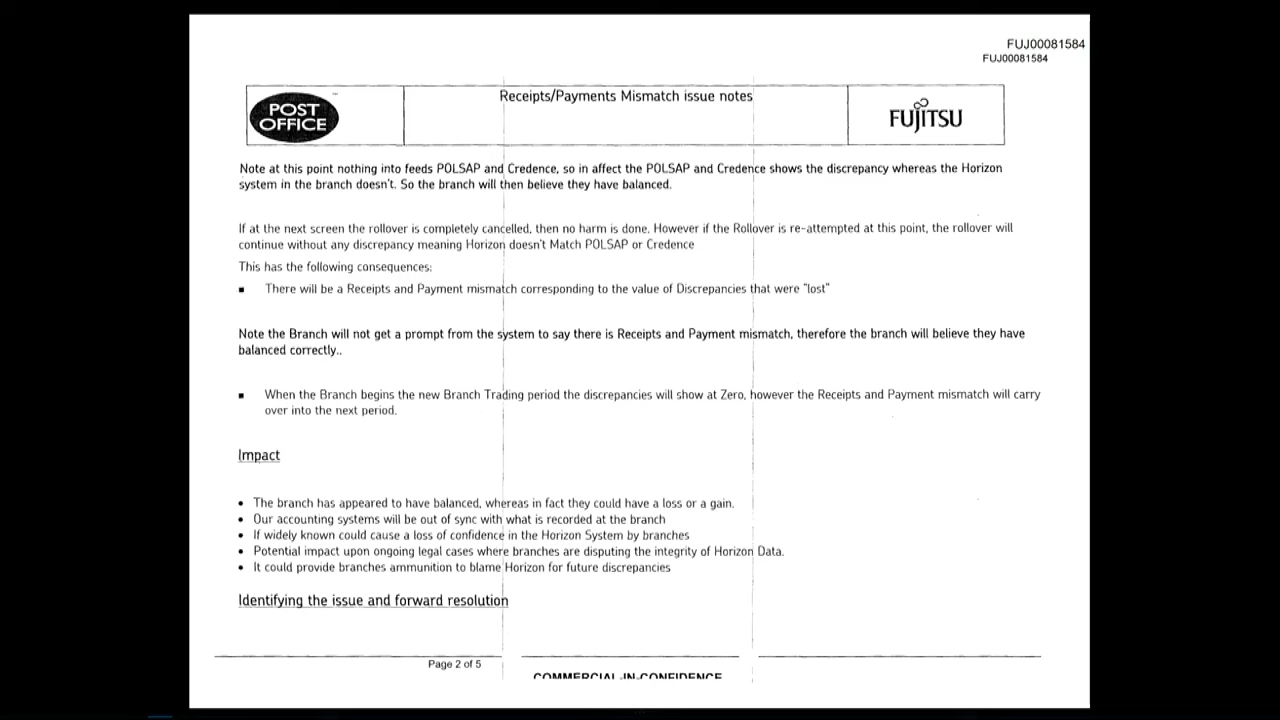 FUJ00081584
FUJ00081584
POST
OFFICE
Receipts/Payments Mismatch issue notes
FUJITSU
Note at this point nothing into feeds POLSAP and Credence, so in affect the POLSAP and Credence shows the discrepancy whereas the Horizon
system in the branch doesn't. So the branch will then believe they have balanced.
If at the next screen the rollover is completely cancelled, then no harm is done. However if the Rollover is re-attempted at this point, the rollover will
continue without any discrepancy meaning Horizon doesn't Match POLSAP or Credence
This has the following consequences:
▪ There will be a Receipts and Payment mismatch corresponding to the value of Discrepancies that were "lost"
Note the Branch will not get a prompt from the system to say there is Receipts and Payment mismatch, therefore the branch will believe they have
balanced correctly..
▪ When the Branch begins the new Branch Trading period the discrepancies will show at Zero, however the Receipts and Payment mismatch will carry
over into the next period.
Impact
• The branch has appeared to have balanced, whereas in fact they could have a loss or a gain.
• Our accounting systems will be out of sync with what is recorded at the branch
• If widely known could cause a loss of confidence in the Horizon System by branches
• Potential impact upon ongoing legal cases where branches are disputing the integrity of Horizon Data.
• It could provide branches ammunition to blame Horizon for future discrepancies
Identifying the issue and forward resolution
Page 2 of 5
COMMERCIAL-IN-CONFIDENCE